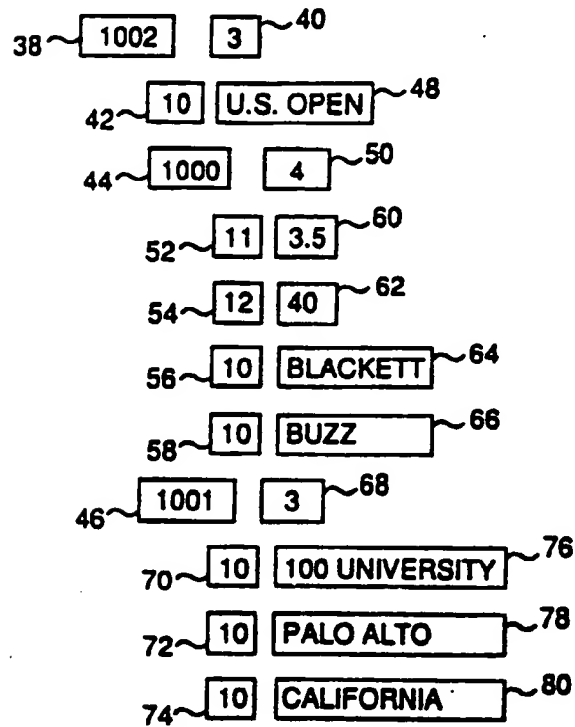 38 1002 3 40
42 10 U.S. OPEN 48
44 1000 4 50
52 11 3.5 60
54 12 40 62
56 10 BLACKETT 64
58 10 BUZZ 66
46 1001 3 68
70 10 100 UNIVERSITY 76
72 10 PALO ALTO 78
74 10 CALIFORNIA 80